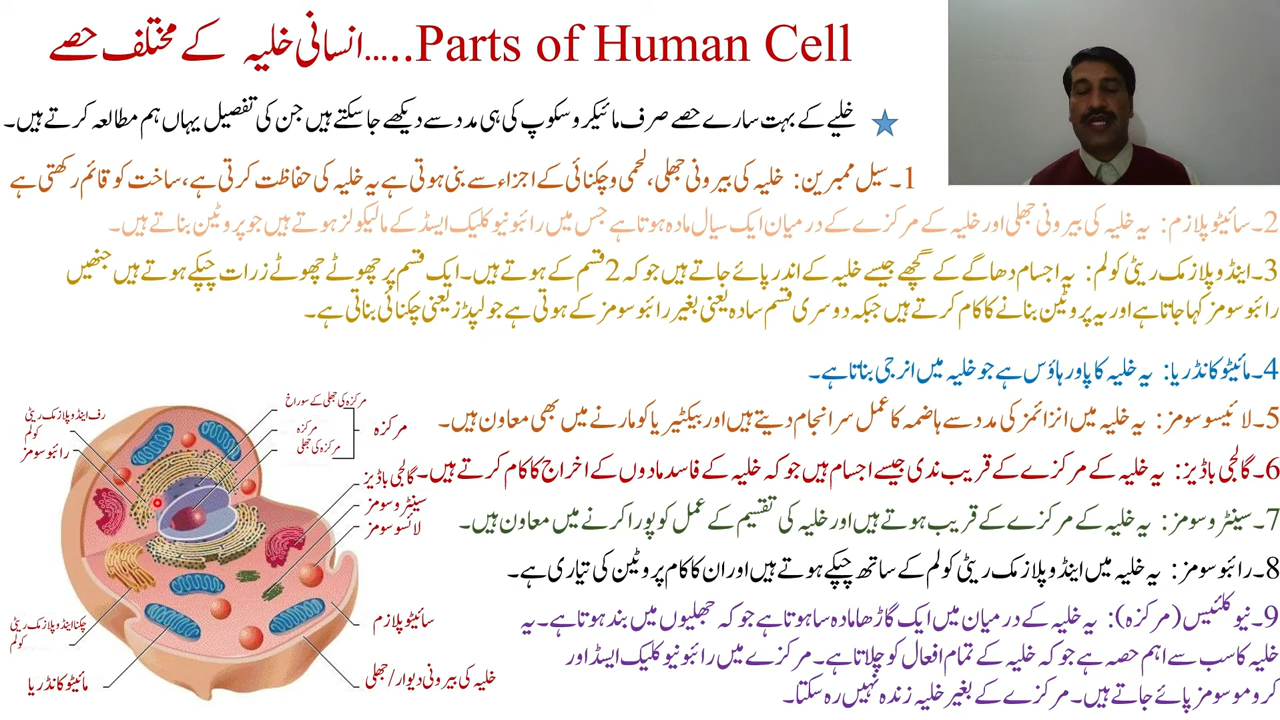 Parts of Human Cell.....انسانی خلیہ کے مختلف حصے
خلیے کے بہت سارے حصے صرف مائیکروسکوپ کی ہی مدد سے دیکھے جا سکتے ہیں جن کی تفصیل یہاں ہم مطالعہ کرتے ہیں۔
1۔سیل ممبرین: خلیہ کی بیرونی جھلی، لحمی و چکنائی کے اجزاء سے بنی ہوتی ہے یہ خلیہ کی حفاظت کرتی ہے، ساخت کو قائم رکھتی ہے
2۔سائیٹوپلازم: یہ خلیہ کی بیرونی جھلی اور خلیہ کے مرکزے کے درمیان ایک سیال مادہ ہوتا ہے جس میں رائبونیوکلیک ایسڈ کے مالیکولز ہوتے ہیں جو پروٹین بناتے ہیں۔
3۔اینڈوپلازمک ریٹی کولم: یہ اجسام دھاگے کے گچھے جیسے خلیہ کے اندر پائے جاتے ہیں جو کہ 2 قسم کے ہوتے ہیں۔ ایک قسم پر چھوٹے چھوٹے زرات چپکے ہوتے ہیں جنھیں
رائبوسومز کہا جاتا ہے اور یہ پروٹین بنانے کا کام کرتے ہیں جبکہ دوسری قسم سادہ یعنی بغیر رائبوسومز کے ہوتی ہے جو لپڈز یعنی چکنائی بناتی ہے۔
4۔مائیٹوکانڈریا: یہ خلیہ کا پاور ہاؤس ہے جو خلیہ میں انرجی بناتا ہے۔
5۔لائیسوسومز: یہ خلیہ میں انزائمز کی مدد سے ہاضمہ کا عمل سرانجام دیتے ہیں اور بیکٹیریا کو مارنے میں بھی معاون ہیں۔
6۔گالجی باڈیز: یہ خلیہ کے مرکزے کے قریب ندی جیسے اجسام ہیں جو کہ خلیہ کے فاسد مادوں کے اخراج کا کام کرتے ہیں۔
7۔سینٹروسومز: یہ خلیہ کے مرکزے کے قریب ہوتے ہیں اور خلیہ کی تقسیم کے عمل کو پورا کرنے میں معاون ہیں۔
8۔رائبوسومز: یہ خلیہ میں اینڈوپلازمک ریٹی کولم کے ساتھ چپکے ہوتے ہیں اور ان کا کام پروٹین کی تیاری ہے۔
9۔نیوکلئیس (مرکزہ): یہ خلیہ کے درمیان میں ایک گاڑھا مادہ سا ہوتا ہے جو کہ جھلیوں میں بند ہوتا ہے۔ یہ
خلیہ کا سب سے اہم حصہ ہے جو کہ خلیہ کے تمام افعال کو چلاتا ہے۔ مرکزے میں رائبونیوکلیک ایسڈ اور
کروموسومز پائے جاتے ہیں۔ مرکزے کے بغیر خلیہ زندہ نہیں رہ سکتا۔
مرکزہ کی جھلی کے سوراخ
مرکزہ
مرکزہ کی جھلی
مرکزہ
گالجی باڈیز
سینٹروسومز
لائسوسومز
سائیٹوپلازم
خلیہ کی بیرونی دیوار/جھلی
رف اینڈوپلازمک ریٹی
کولم
رائبوسومز
چکنا اینڈوپلازمک ریٹی
کولم
مائیٹوکانڈریا